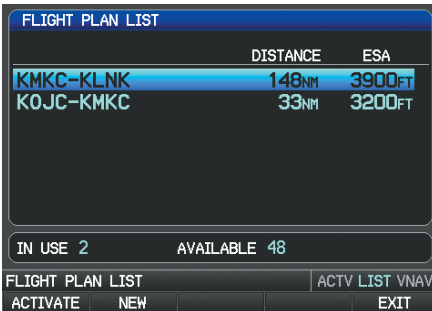 FLIGHT PLAN LIST
DISTANCE ESA
KMKC-KLNK 148NM 3900FT
KOJC-KMKC 33NM 3200FT
IN USE 2 AVAILABLE 48
FLIGHT PLAN LIST ACTV LIST VNAV
ACTIVATE NEW EXIT